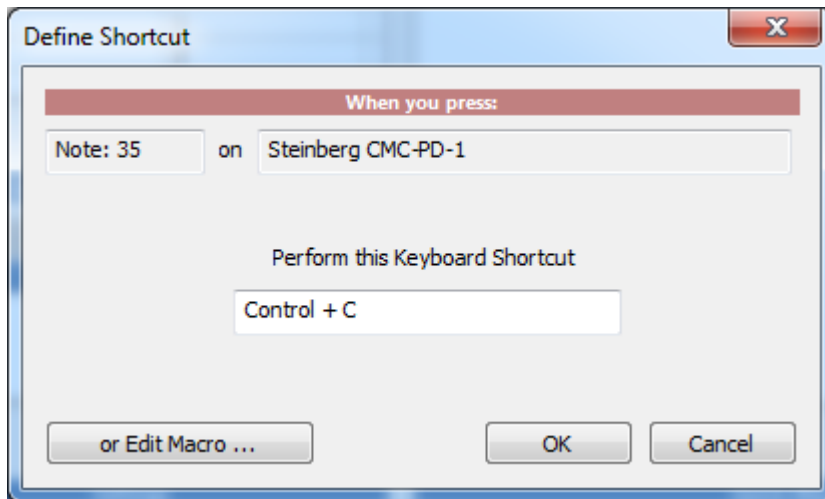 Define Shortcut
When you press:
Note: 35 on Steinberg CMC-PD-1
Perform this Keyboard Shortcut
Control + C
or Edit Macro ... OK Cancel